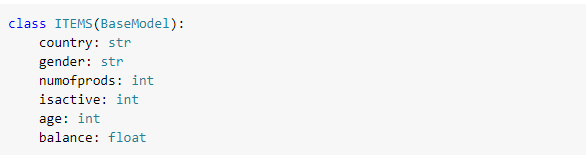 class ITEMS(BaseModel):
    country: str
    gender: str
    numofprods: int
    isactive: int
    age: int
    balance: float